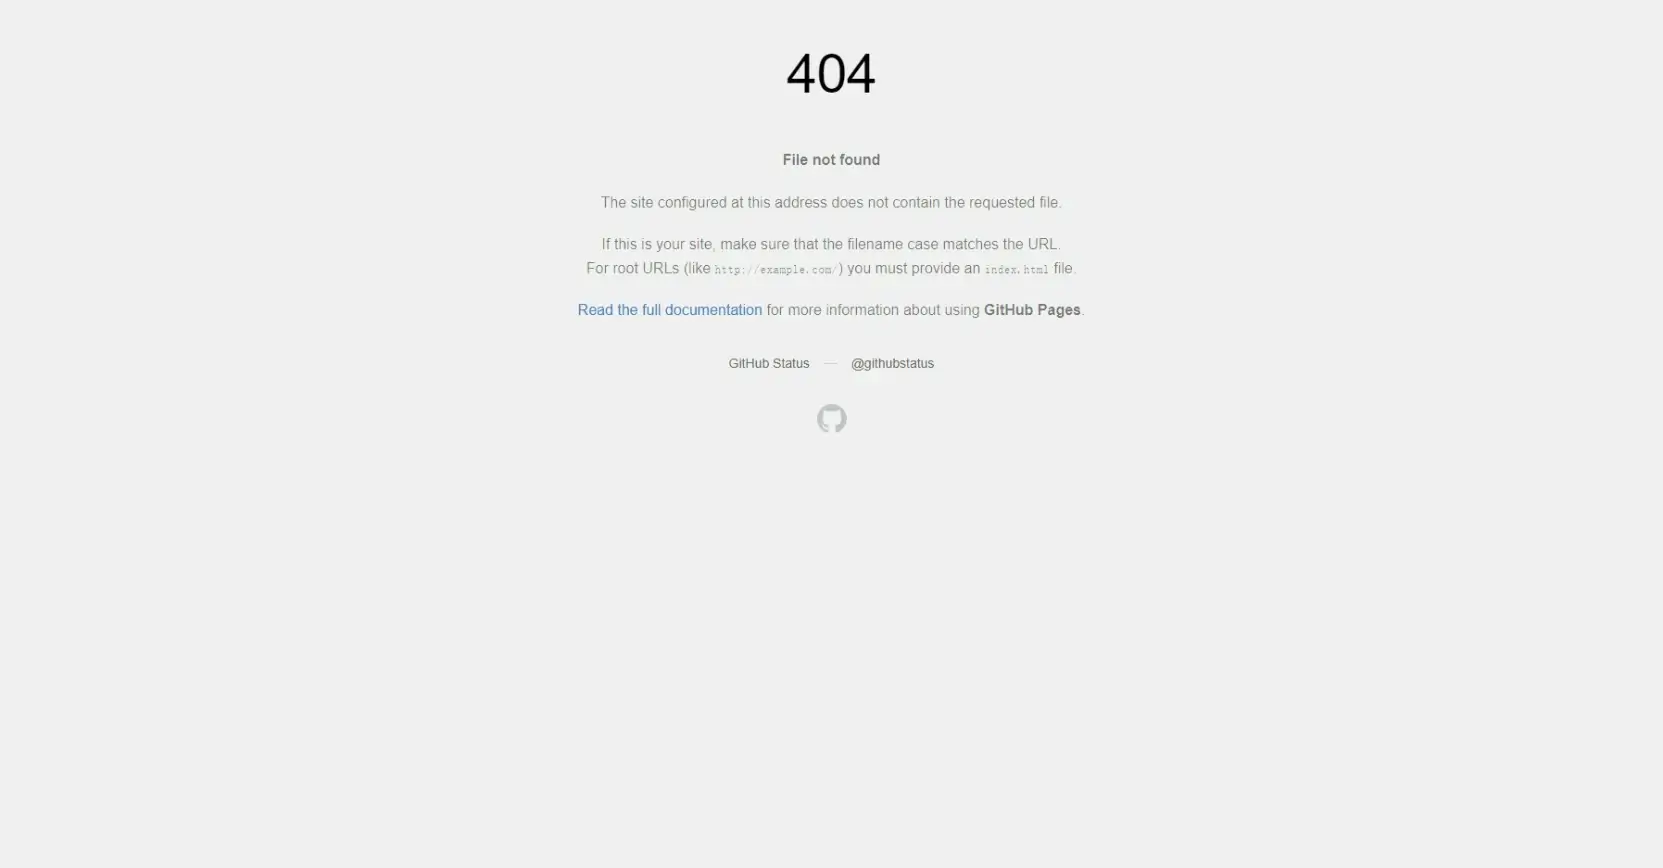 404
File not found
The site configured at this address does not contain the requested file.
If this is your site, make sure that the filename case matches the URL.
For root URLs (like http://example.com/) you must provide an index.html file.
Read the full documentation for more information about using GitHub Pages.
GitHub Status — @githubstatus